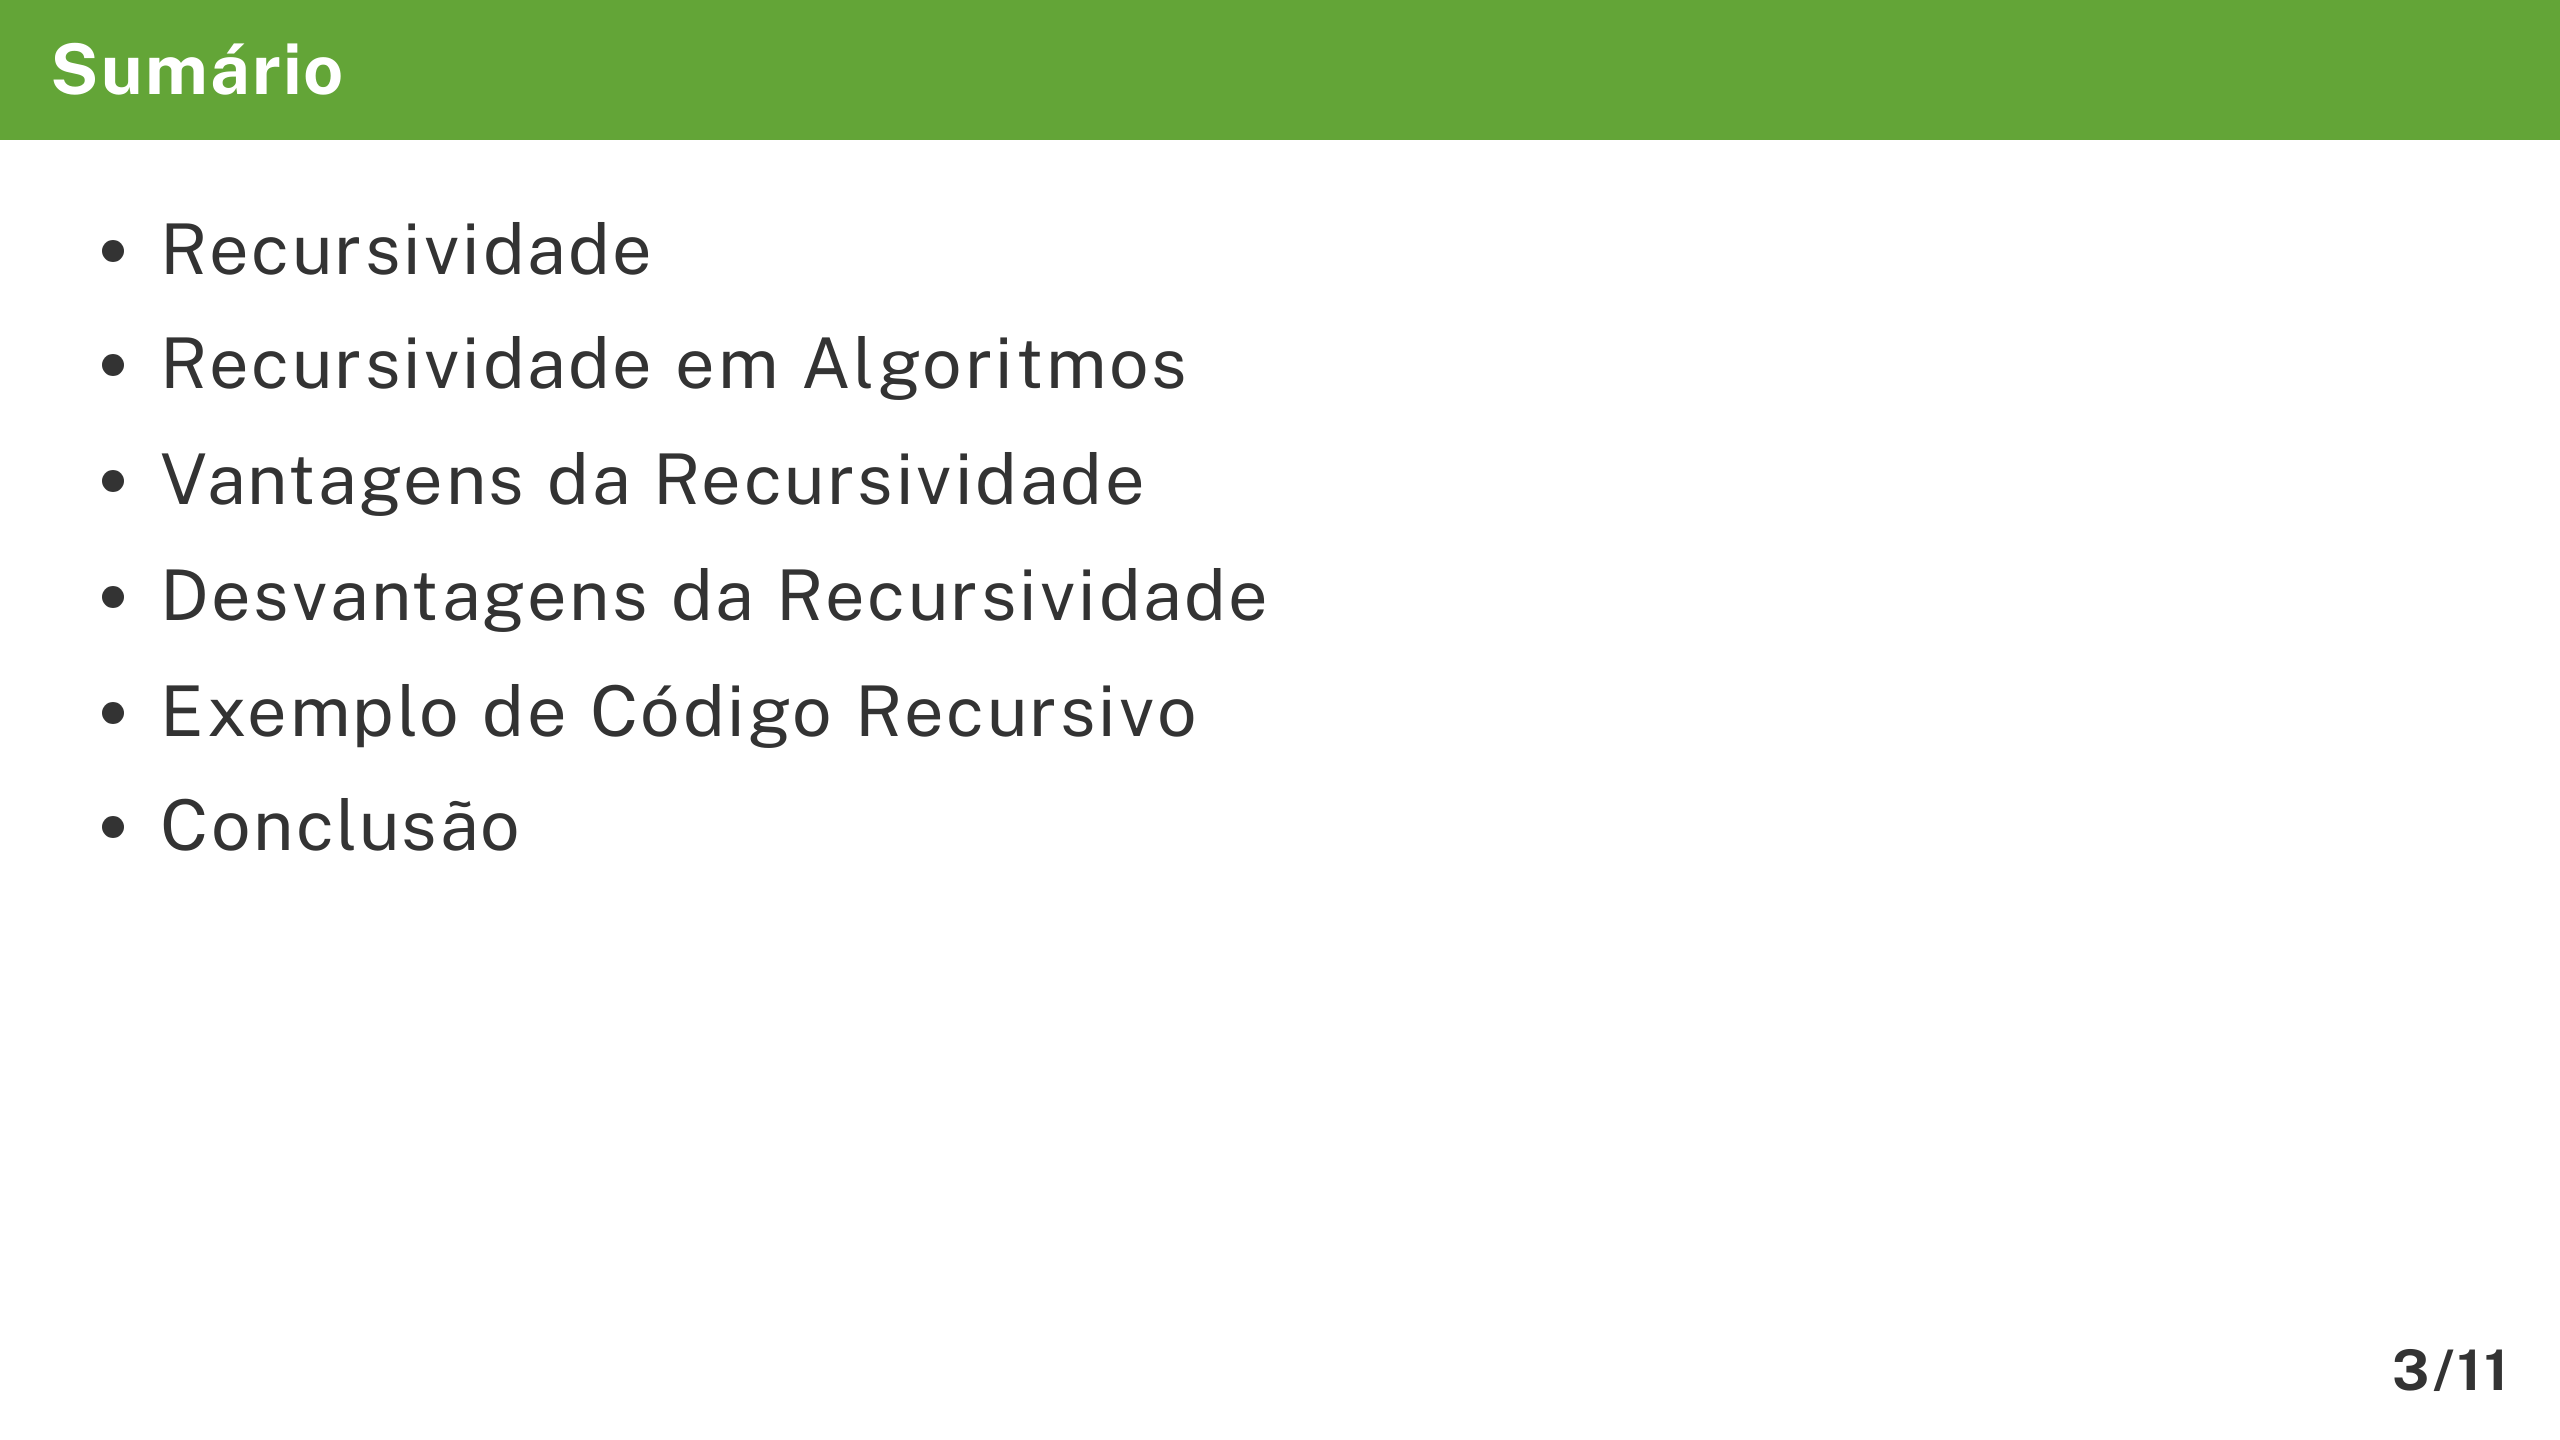 Sumário
• Recursividade
• Recursividade em Algoritmos
• Vantagens da Recursividade
• Desvantagens da Recursividade
• Exemplo de Código Recursivo
• Conclusão
3/11